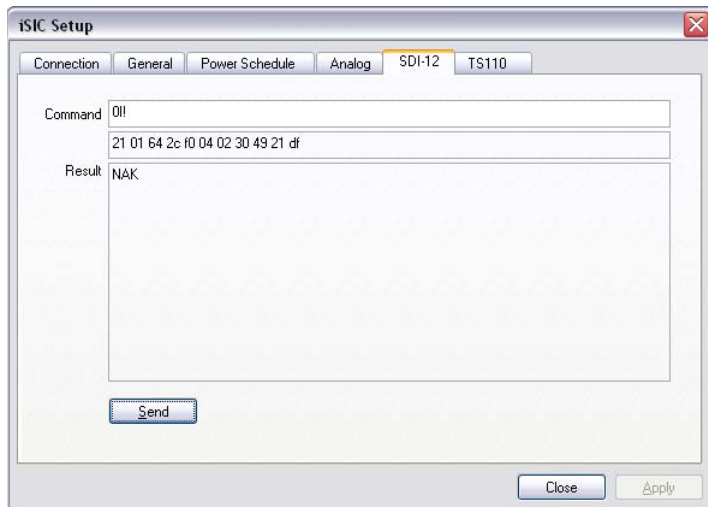 iSIC Setup
Connection General Power Schedule Analog SDI-12 TS110
Command 0I!
21 01 64 2c f0 04 02 30 49 21 df
Result NAK
Send
Close Apply